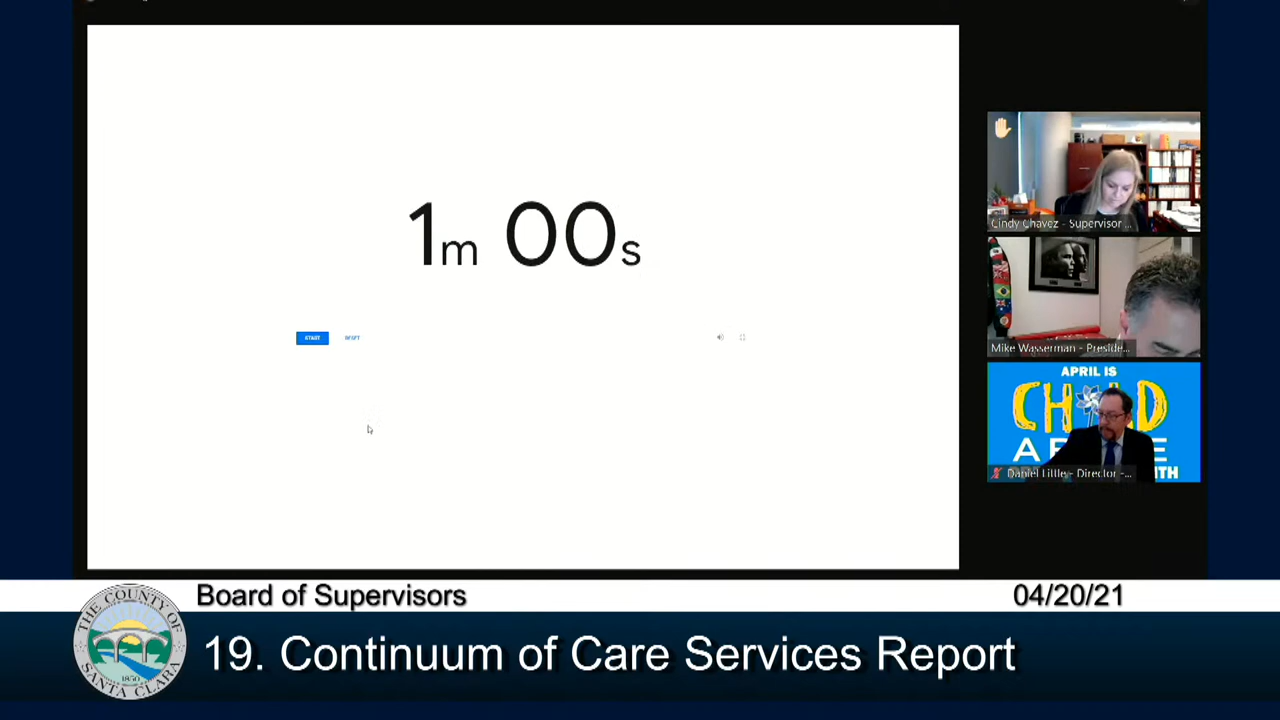 1m 00s
START
RESET
Cindy Chavez - Supervisor ...
Mike Wasserman - Preside...
APRIL IS
CH LD
Daniel Little - Director -...
Board of Supervisors
04/20/21
19. Continuum of Care Services Report
THE COUNTY OF
SANTA CLARA
1850